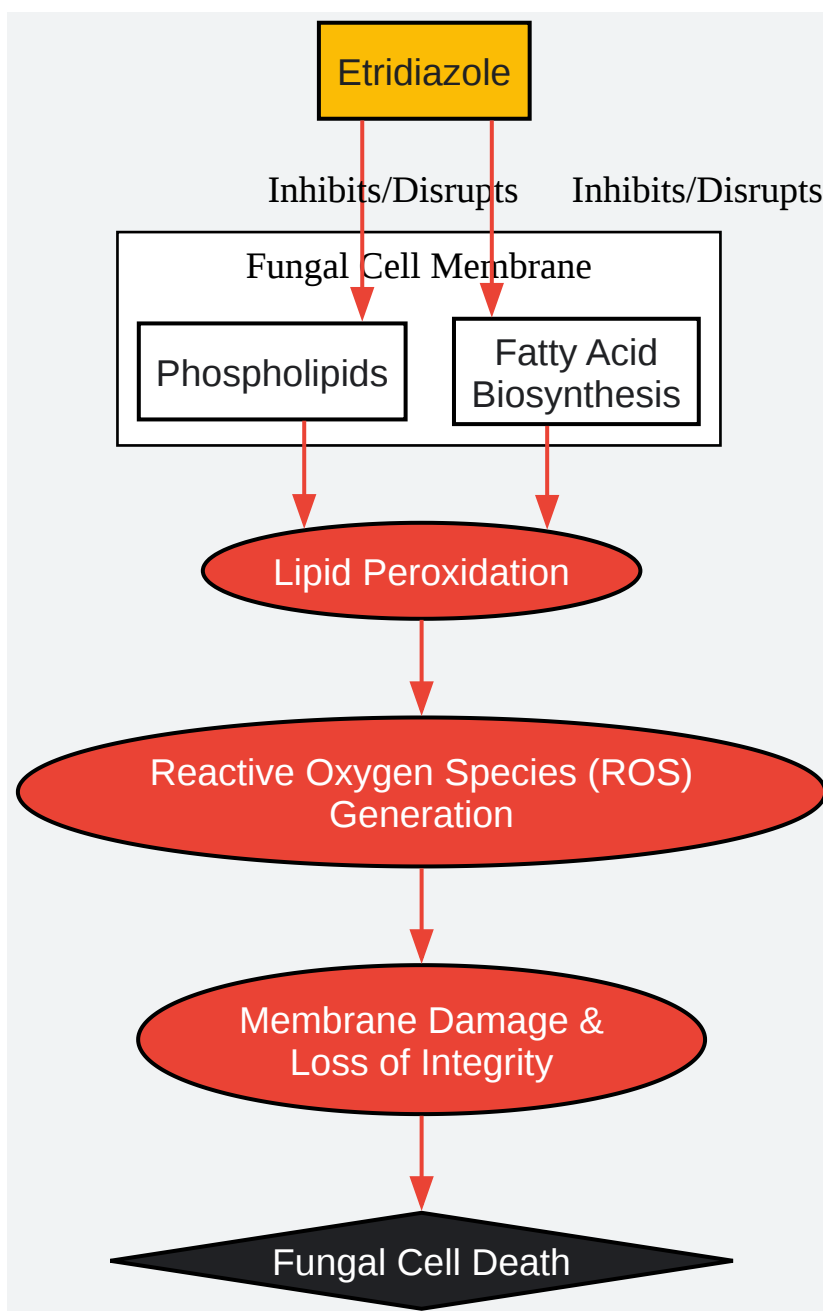 Etridiazole
Inhibits/Disrupts
Inhibits/Disrupts
Fungal Cell Membrane
Phospholipids
Fatty Acid
Biosynthesis
Lipid Peroxidation
Reactive Oxygen Species (ROS)
Generation
Membrane Damage &
Loss of Integrity
Fungal Cell Death